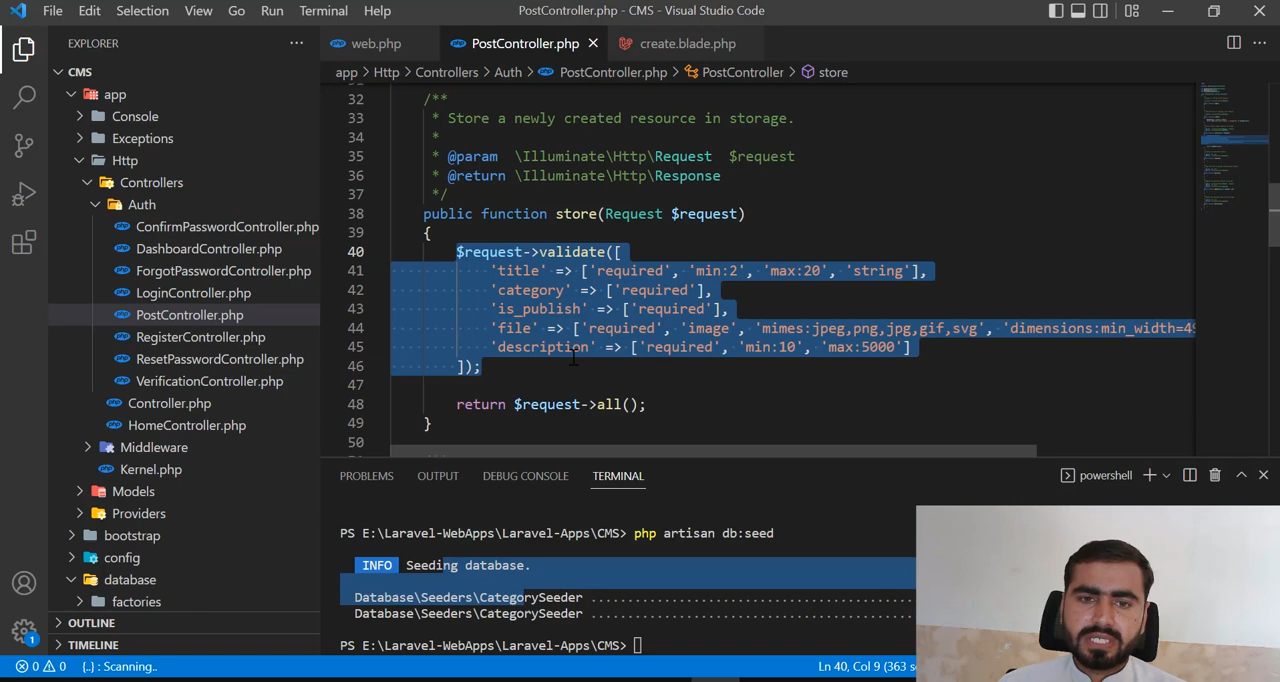 File Edit Selection View Go Run Terminal Help
PostController.php - CMS - Visual Studio Code
EXPLORER
CMS
app
Console
Exceptions
Http
Controllers
Auth
ConfirmPasswordController.php
DashboardController.php
ForgotPasswordController.php
LoginController.php
PostController.php
RegisterController.php
ResetPasswordController.php
VerificationController.php
Controller.php
HomeController.php
Middleware
Kernel.php
Models
Providers
bootstrap
config
database
factories
OUTLINE
TIMELINE
web.php PostController.php create.blade.php
app > Http > Controllers > Auth > PostController.php > PostController > store
32 /**
33 * Store a newly created resource in storage.
34 *
35 * @param \Illuminate\Http\Request $request
36 * @return \Illuminate\Http\Response
37 */
38 public function store(Request $request)
39 {
40 $request->validate([
41 'title' => ['required', 'min:2', 'max:20', 'string'],
42 'category' => ['required'],
43 'is_publish' => ['required'],
44 'file' => ['required', 'image', 'mimes:jpeg,png,jpg,gif,svg', 'dimensions:min_width=49
45 'description' => ['required', 'min:10', 'max:5000']
46 ]);
47
48 return $request->all();
49 }
50
PROBLEMS OUTPUT DEBUG CONSOLE TERMINAL
powershell
PS E:\Laravel-WebApps\Laravel-Apps\CMS> php artisan db:seed
INFO Seeding database.
Database\Seeders\CategorySeeder ........................................
Database\Seeders\CategorySeeder ........................................
PS E:\Laravel-WebApps\Laravel-Apps\CMS>
1
0 0 {..} : Scanning..
Ln 40, Col 9 (363 se